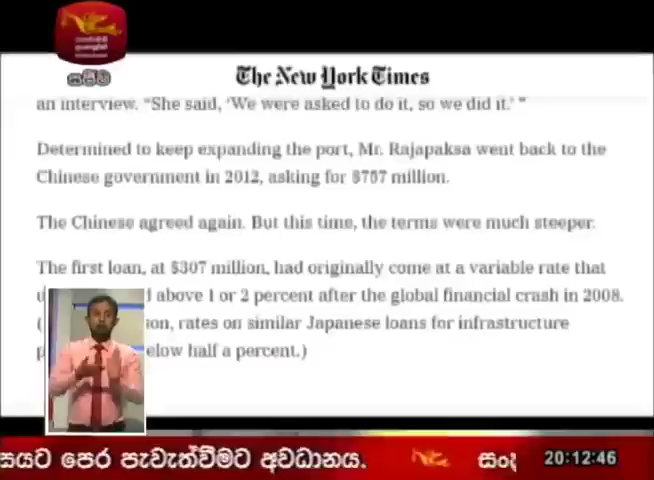 සජීව
The New York Times
an interview. “She said, ‘We were asked to do it, so we did it.’ ”
Determined to keep expanding the port, Mr. Rajapaksa went back to the
Chinese government in 2012, asking for $757 million.
The Chinese agreed again. But this time, the terms were much steeper.
The first loan, at $307 million, had originally come at a variable rate that
above 1 or 2 percent after the global financial crash in 2008.
on, rates on similar Japanese loans for infrastructure
elow half a percent.)
සයට පෙර පැවැත්වීමට අවධානය.
20:12:46